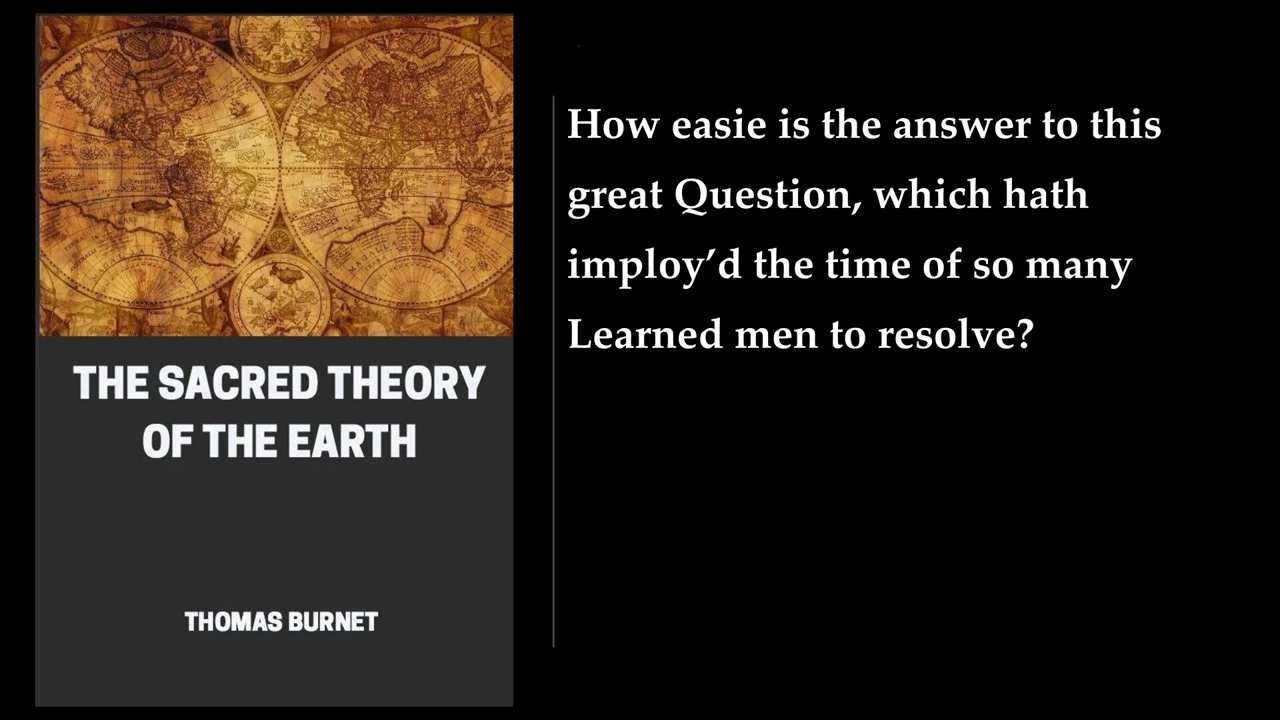 THE SACRED THEORY
OF THE EARTH
THOMAS BURNET
How easie is the answer to this
great Question, which hath
imploy’d the time of so many
Learned men to resolve?